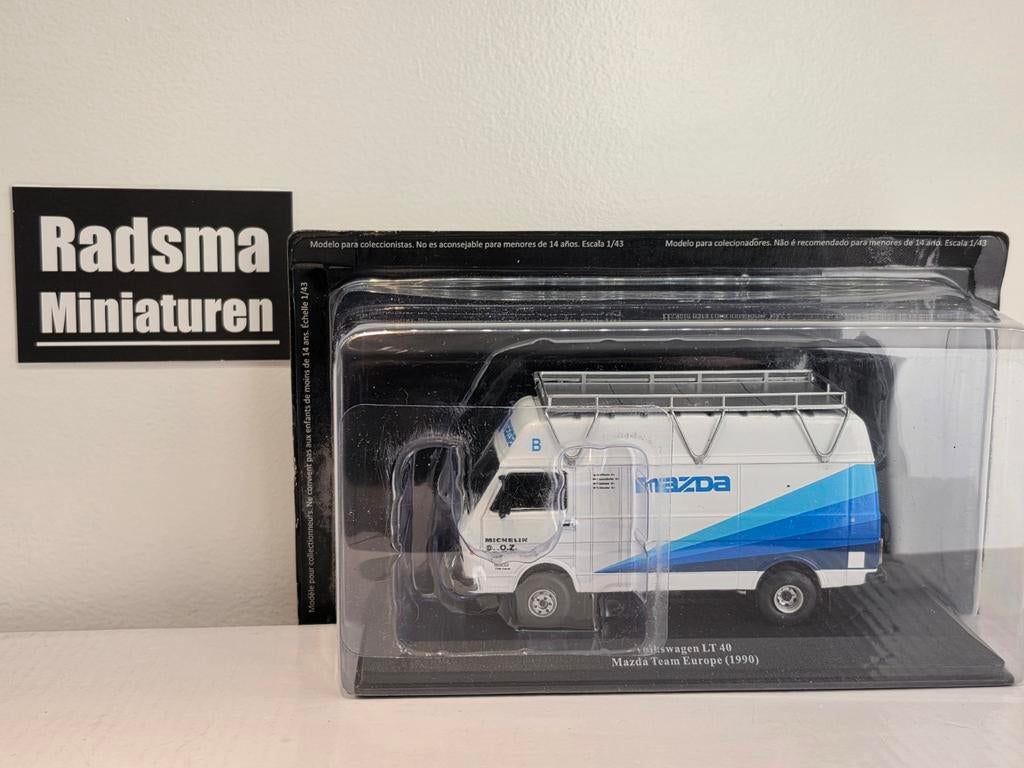 Radsma
Miniaturen
Modelo para coleccionistas. No es aconsejable para menores de 14 años. Escala 1/43
Modelo para colecionadores. Não é recomendado para menores de 14 ano. Escala 1/43
Modèle pour collectionneurs. Ne convient pas aux enfants de moins de 14 ans. Échelle 1/43
B
mazda
MICHELIN
O.Z.
Volkswagen LT 40
Mazda Team Europe (1990)